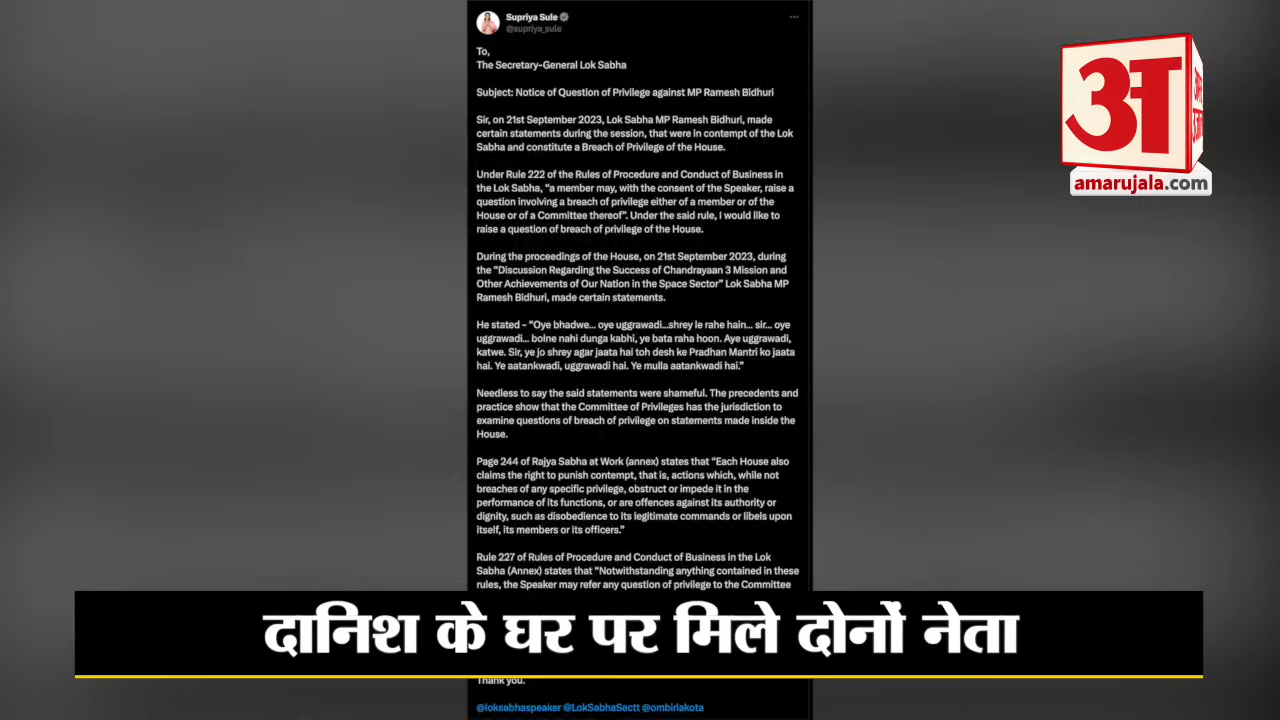 Supriya Sule
@supriya_sule
To,
The Secretary-General Lok Sabha
Subject: Notice of Question of Privilege against MP Ramesh Bidhuri
Sir, on 21st September 2023, Lok Sabha MP Ramesh Bidhuri, made
certain statements during the session, that were in contempt of the Lok
Sabha and constitute a Breach of Privilege of the House.
Under Rule 222 of the Rules of Procedure and Conduct of Business in
the Lok Sabha, “a member may, with the consent of the Speaker, raise a
question involving a breach of privilege either of a member or of the
House or of a Committee thereof”. Under the said rule, I would like to
raise a question of breach of privilege of the House.
During the proceedings of the House, on 21st September 2023, during
the “Discussion Regarding the Success of Chandrayaan 3 Mission and
Other Achievements of Our Nation in the Space Sector” Lok Sabha MP
Ramesh Bidhuri, made certain statements.
He stated - “Oye bhadwe... oye uggrawadi...shrey le rahe hain... sir... oye
uggrawadi... bolne nahi dunga kabhi, ye bata raha hoon. Aye uggrawadi,
katwe. Sir, ye jo shrey agar jaata hai toh desh ke Pradhan Mantri ko jaata
hai. Ye aatankwadi, uggrawadi hai. Ye mulla aatankwadi hai.”
Needless to say the said statements were shameful. The precedents and
practice show that the Committee of Privileges has the jurisdiction to
examine questions of breach of privilege on statements made inside the
House.
Page 244 of Rajya Sabha at Work (annex) states that “Each House also
claims the right to punish contempt, that is, actions which, while not
breaches of any specific privilege, obstruct or impede it in the
performance of its functions, or are offences against its authority or
dignity, such as disobedience to its legitimate commands or libels upon
itself, its members or its officers.”
Rule 227 of Rules of Procedure and Conduct of Business in the Lok
Sabha (Annex) states that “Notwithstanding anything contained in these
rules, the Speaker may refer any question of privilege to the Committee
Thank you.
@loksabhaspeaker @LokSabhaSectt @ombirlakota
अ
amarujala.com
दानिश के घर पर मिले दोनों नेता